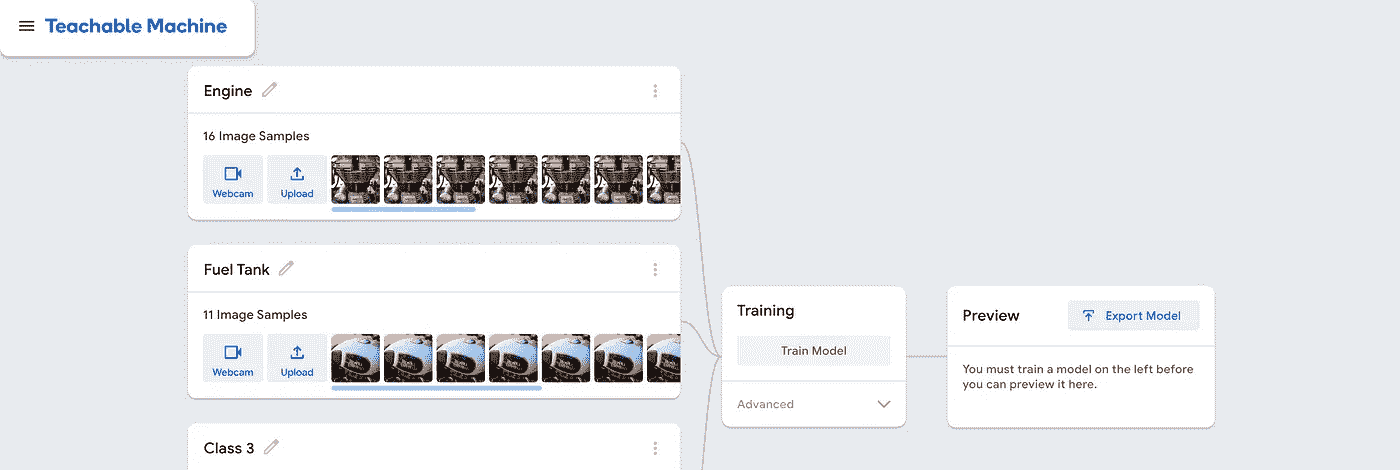 Teachable Machine
Engine
16 Image Samples
Webcam
Upload
Fuel Tank
11 Image Samples
Webcam
Upload
Class 3
Training
Train Model
Advanced
Preview
Export Model
You must train a model on the left before
you can preview it here.